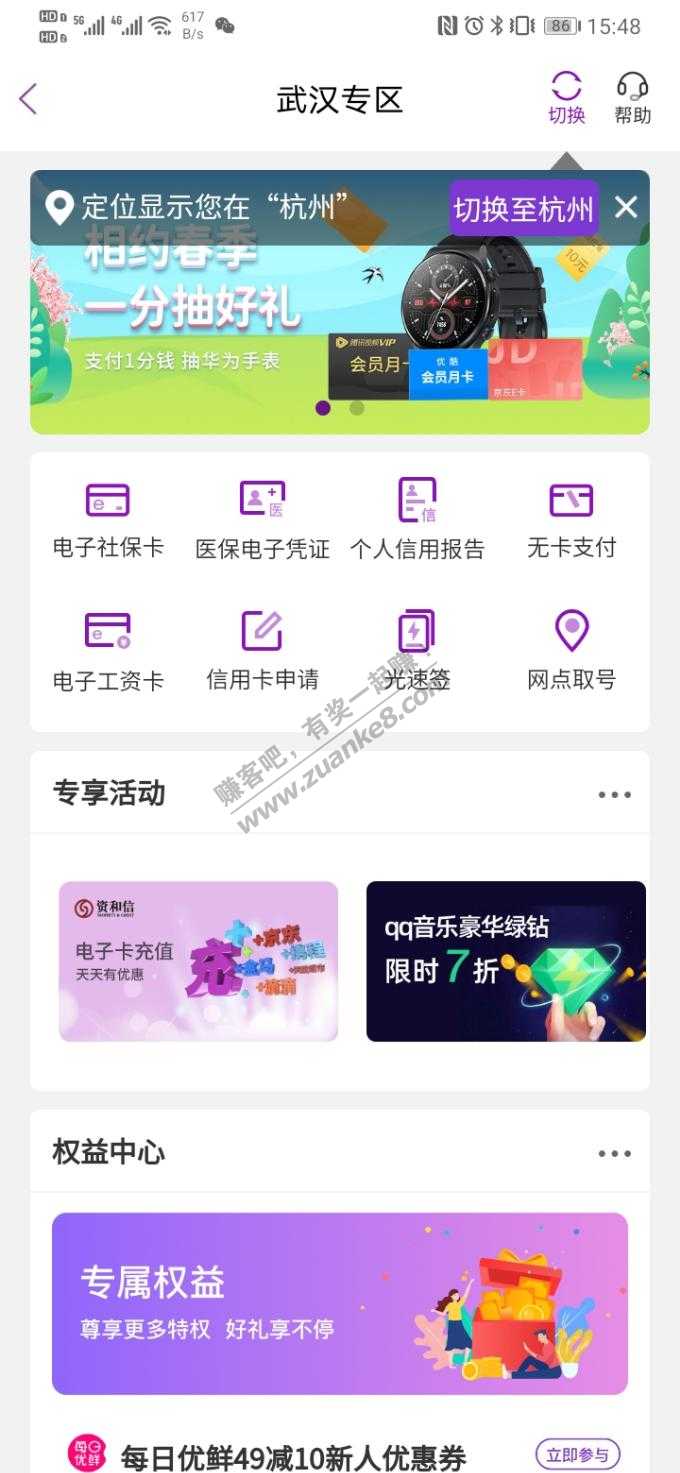 HD 1 5G 4G 617 B/s 86 15:48
HD 2
武汉专区
切换
帮助
定位显示您在“杭州”
切换至杭州
相约春季
一分抽好礼
支付1分钱 抽华为手表
10元
腾讯视频VIP
会员月卡
优酷
会员月卡
京东E卡
电子社保卡
医保电子凭证
个人信用报告
无卡支付
电子工资卡
信用卡申请
光速签
网点取号
赚客吧，有奖一起赚！
www.zuanke8.com
专享活动
资和信
电子卡充值
天天有优惠
充
+京东
+携程
+盒马
+滴滴
qq音乐豪华绿钻
限时7折
权益中心
专属权益
尊享更多特权 好礼享不停
每日优鲜
每日优鲜49减10新人优惠券
立即参与